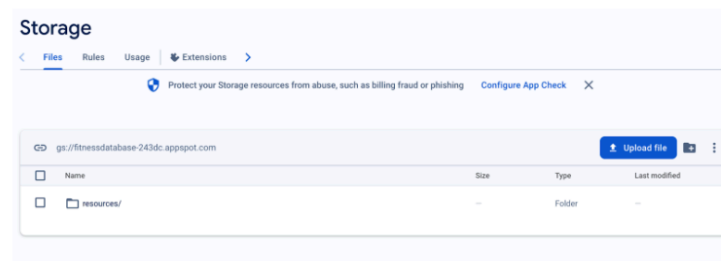 Storage
Files Rules Usage Extensions
Protect your Storage resources from abuse, such as billing fraud or phishing Configure App Check
gs://fitnessdatabase-243dc.appspot.com Upload file
Name Size Type Last modified
resources/ – Folder –